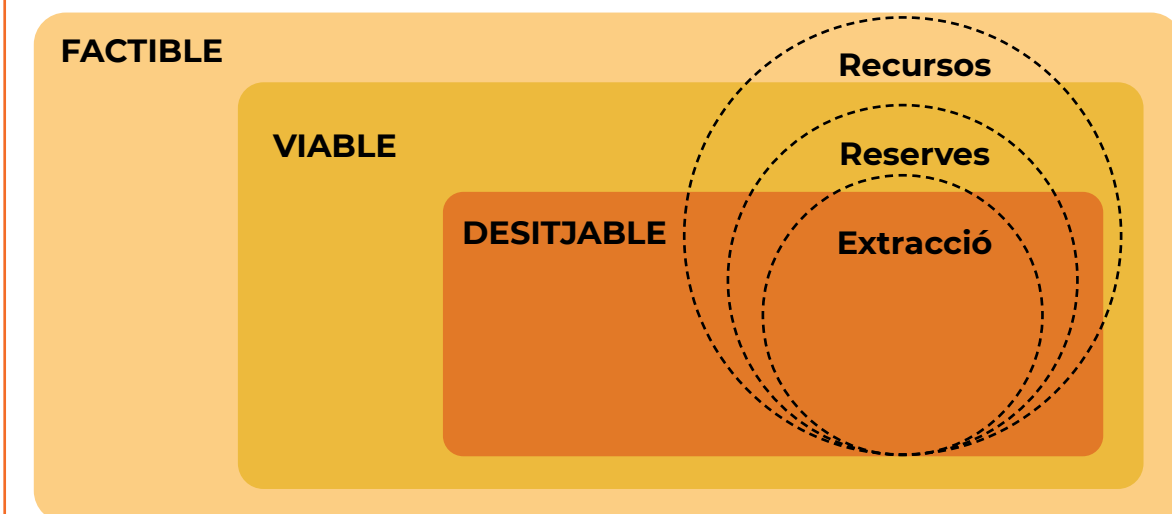 FACTIBLE
Recursos
VIABLE
Reserves
DESITJABLE
Extracció